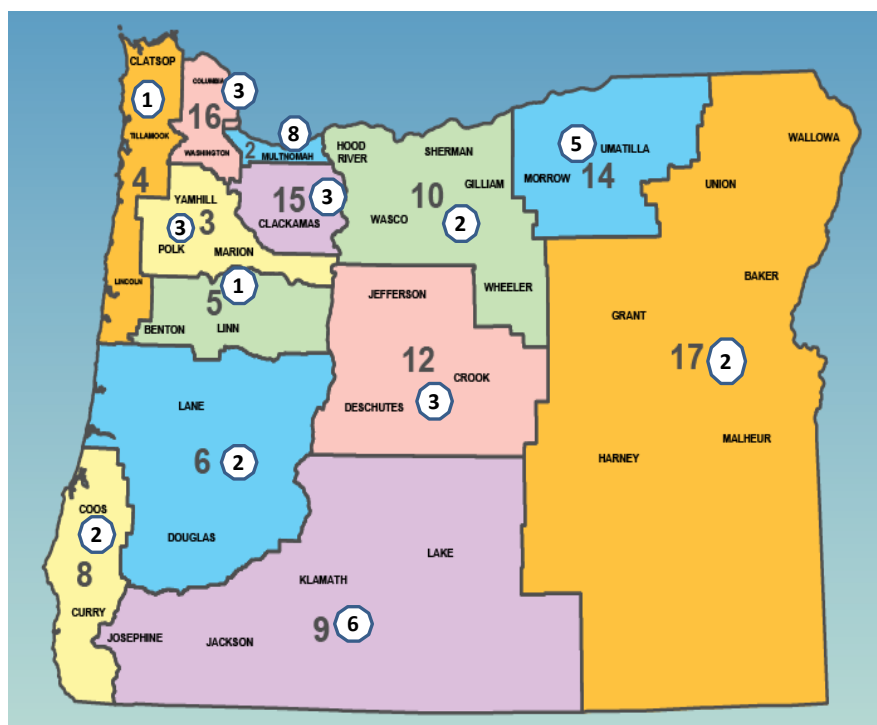 CLATSOP
1
TILLAMOOK
4
LINCOLN
COLUMBIA
3
16
WASHINGTON
8
2
MULTNOMAH
YAMHILL
3
3
POLK
MARION
15
3
CLACKAMAS
HOOD
RIVER
SHERMAN
GILLIAM
10
WASCO
2
WHEELER
5
UMATILLA
MORROW
14
WALLOWA
UNION
BAKER
GRANT
17
2
MALHEUR
HARNEY
1
5
BENTON
LINN
JEFFERSON
12
CROOK
DESCHUTES
3
LANE
6
2
DOUGLAS
COOS
2
8
CURRY
LAKE
KLAMATH
9
6
JOSEPHINE
JACKSON